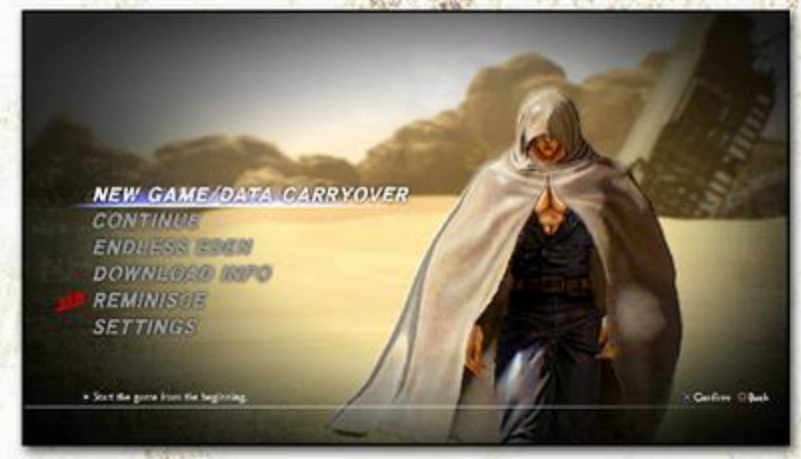 NEW GAME/DATA CARRYOVER
CONTINUE
ENDLESS EDEN
DOWNLOAD INFO
REMINISCE
SETTINGS
Start the game from the beginning.
Confirm Back